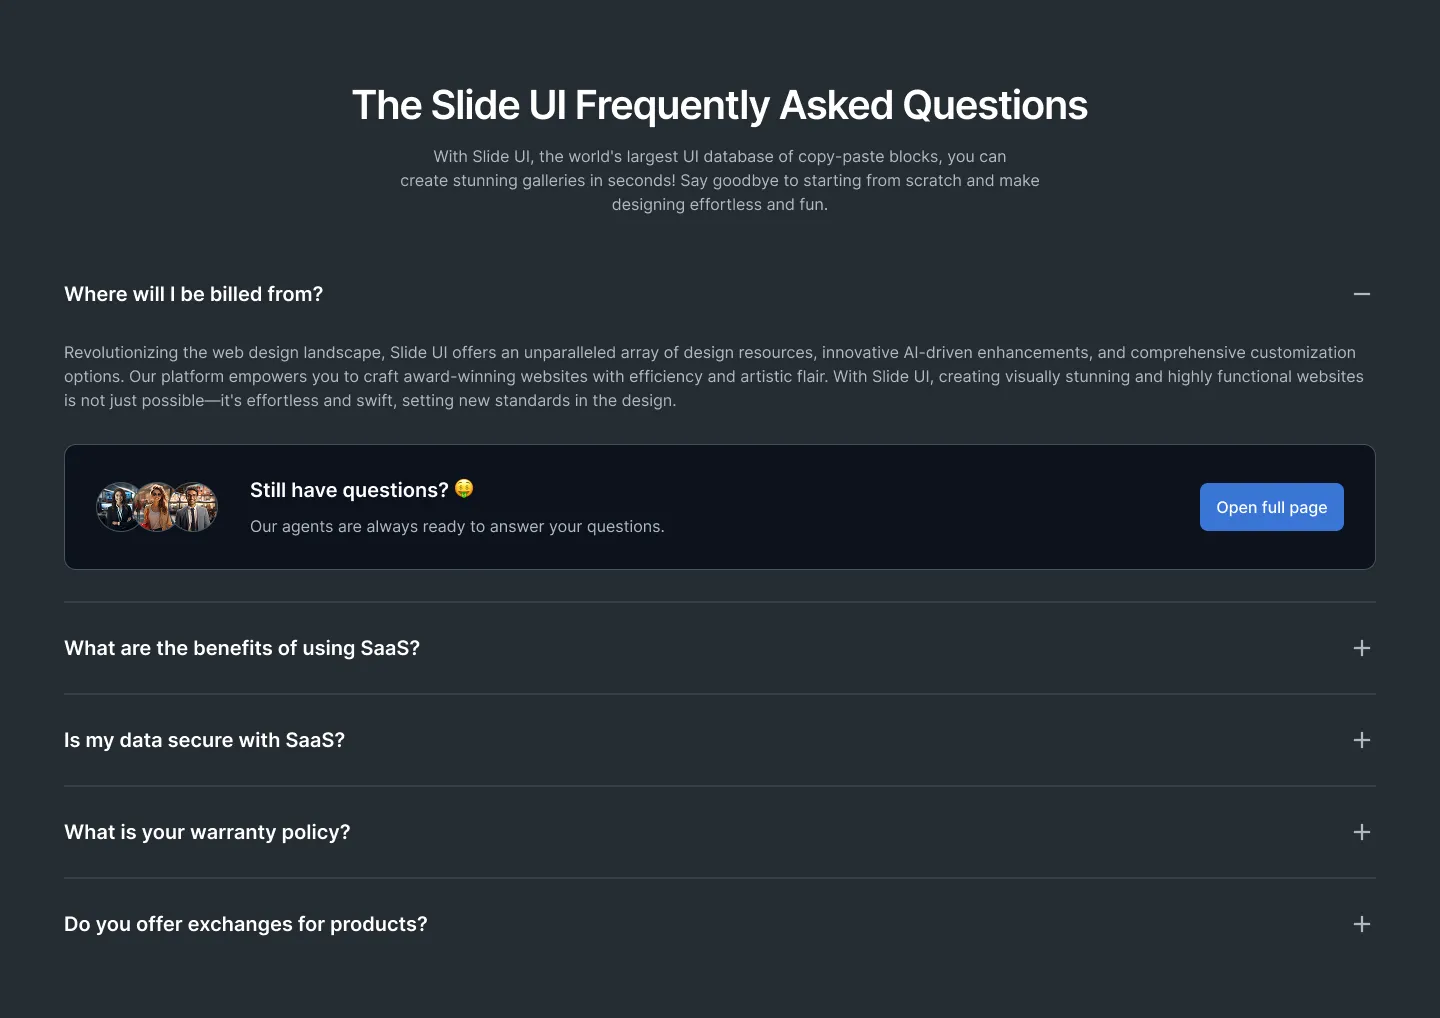 The Slide UI Frequently Asked Questions
With Slide UI, the world's largest UI database of copy-paste blocks, you can
create stunning galleries in seconds! Say goodbye to starting from scratch and make
designing effortless and fun.
Where will I be billed from?
Revolutionizing the web design landscape, Slide UI offers an unparalleled array of design resources, innovative AI-driven enhancements, and comprehensive customization
options. Our platform empowers you to craft award-winning websites with efficiency and artistic flair. With Slide UI, creating visually stunning and highly functional websites
is not just possible—it's effortless and swift, setting new standards in the design.
Still have questions? 🤑
Our agents are always ready to answer your questions.
Open full page
What are the benefits of using SaaS?
Is my data secure with SaaS?
What is your warranty policy?
Do you offer exchanges for products?